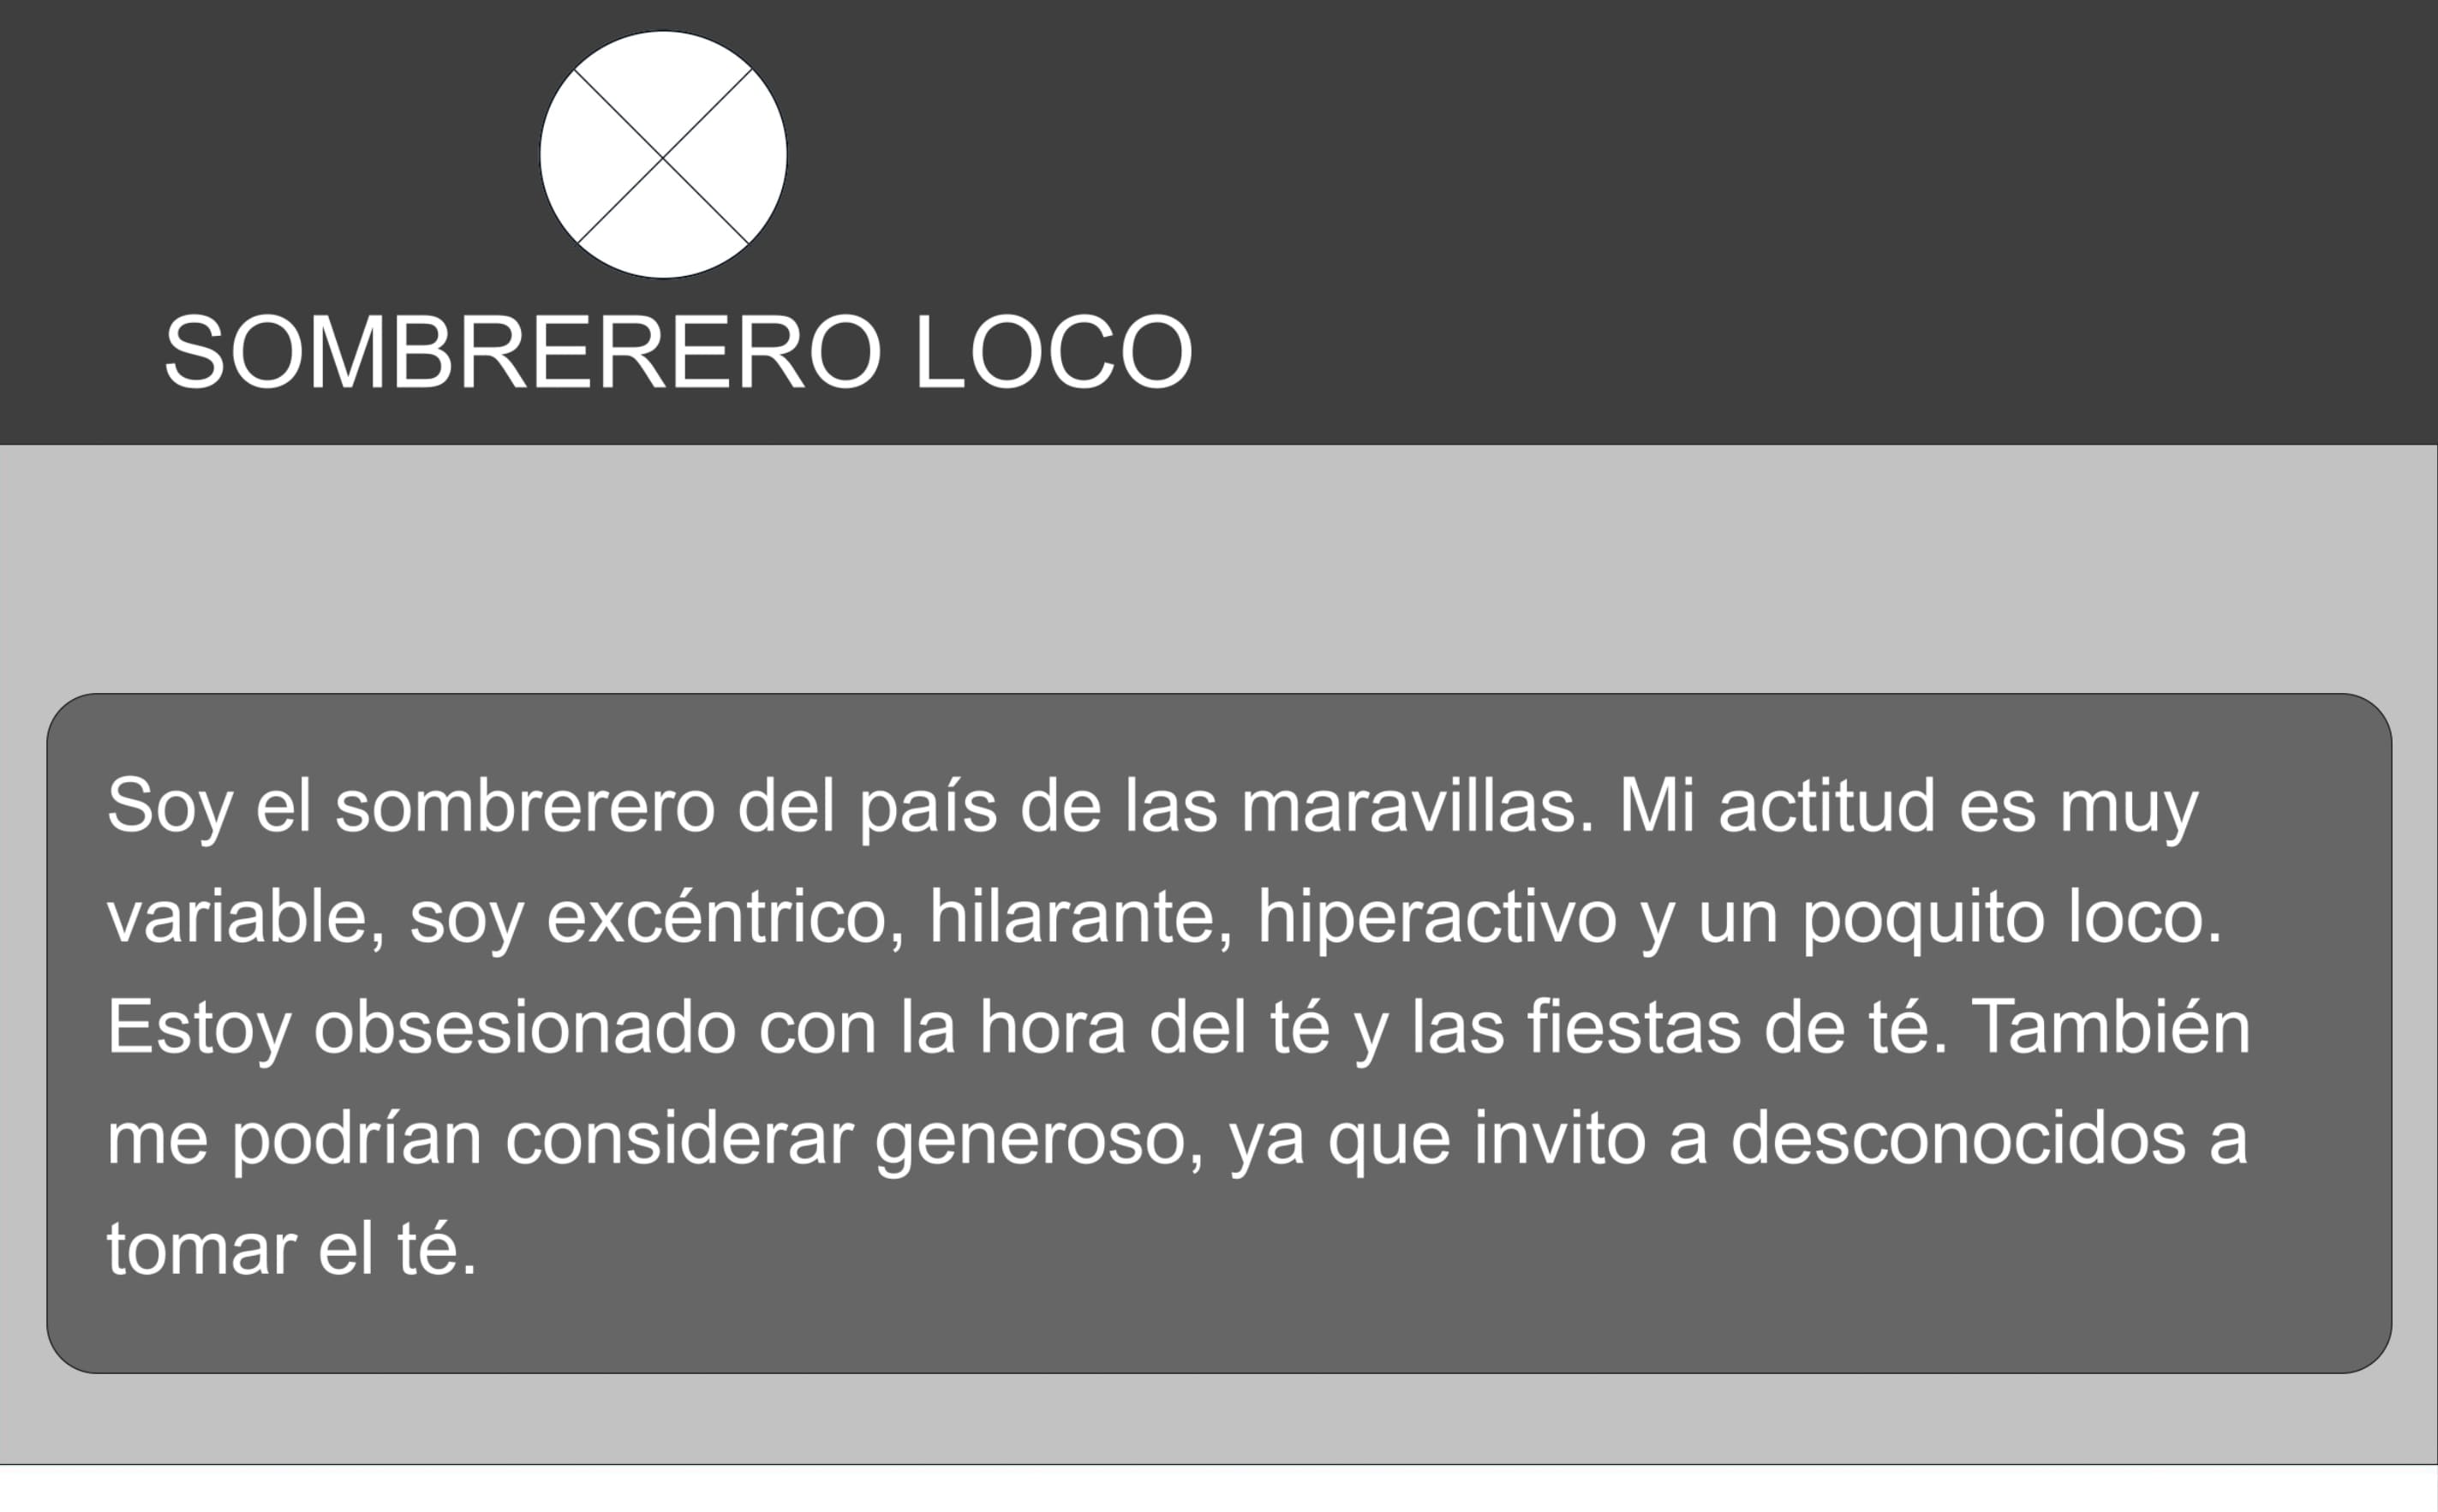 SOMBRERERO LOCO
Soy el sombrerero del país de las maravillas. Mi actitud es muy
variable, soy excéntrico, hilarante, hiperactivo y un poquito loco.
Estoy obsesionado con la hora del té y las fiestas de té. También
me podrían considerar generoso, ya que invito a desconocidos a
tomar el té.